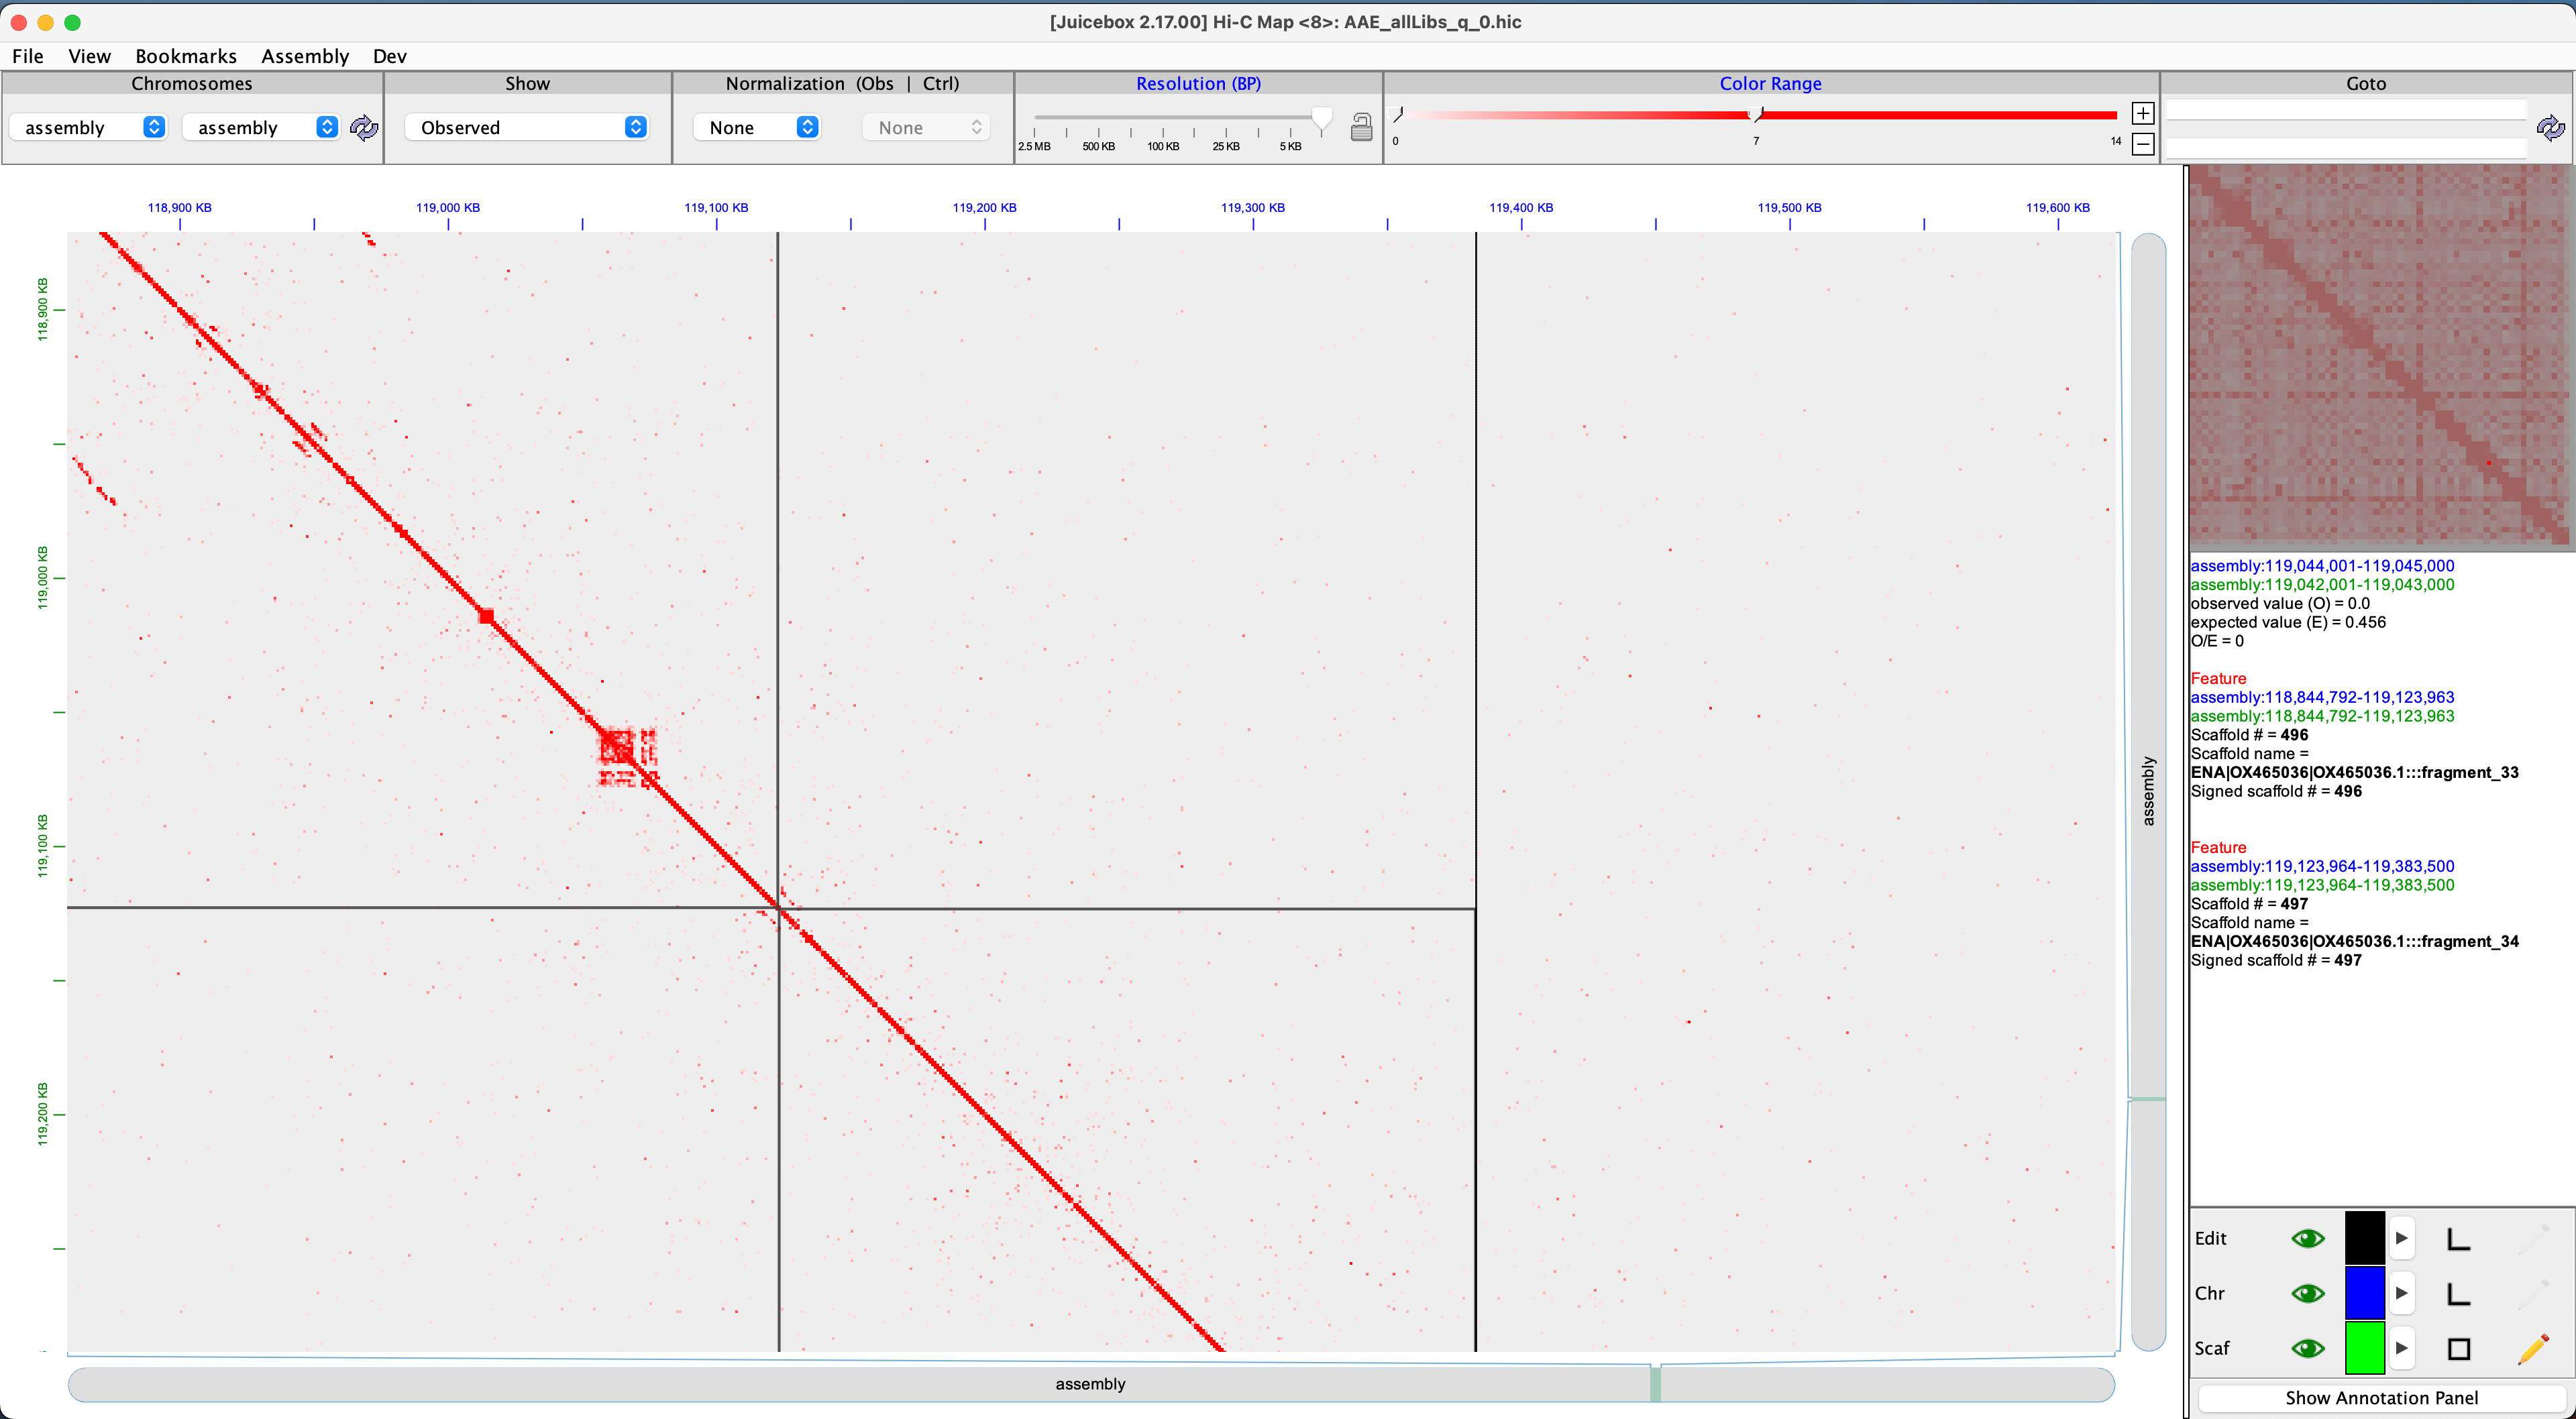 [Juicebox 2.17.00] Hi-C Map <8>: AAE_allLibs_q_0.hic
File View Bookmarks Assembly Dev
Chromosomes Show Normalization (Obs | Ctrl) Resolution (BP) Color Range Goto
assembly assembly Observed None None
2.5 MB 500 KB 100 KB 25 KB 5 KB
0 7 14
118,900 KB 119,000 KB 119,100 KB 119,200 KB 119,300 KB 119,400 KB 119,500 KB 119,600 KB
118,900 KB
119,000 KB
119,100 KB
119,200 KB
assembly
assembly
assembly:119,044,001-119,045,000
assembly:119,042,001-119,043,000
observed value (O) = 0.0
expected value (E) = 0.456
O/E = 0
Feature
assembly:118,844,792-119,123,963
assembly:118,844,792-119,123,963
Scaffold # = 496
Scaffold name =
ENA|OX465036|OX465036.1:::fragment_33
Signed scaffold # = 496
Feature
assembly:119,123,964-119,383,500
assembly:119,123,964-119,383,500
Scaffold # = 497
Scaffold name =
ENA|OX465036|OX465036.1:::fragment_34
Signed scaffold # = 497
Edit
Chr
Scaf
Show Annotation Panel